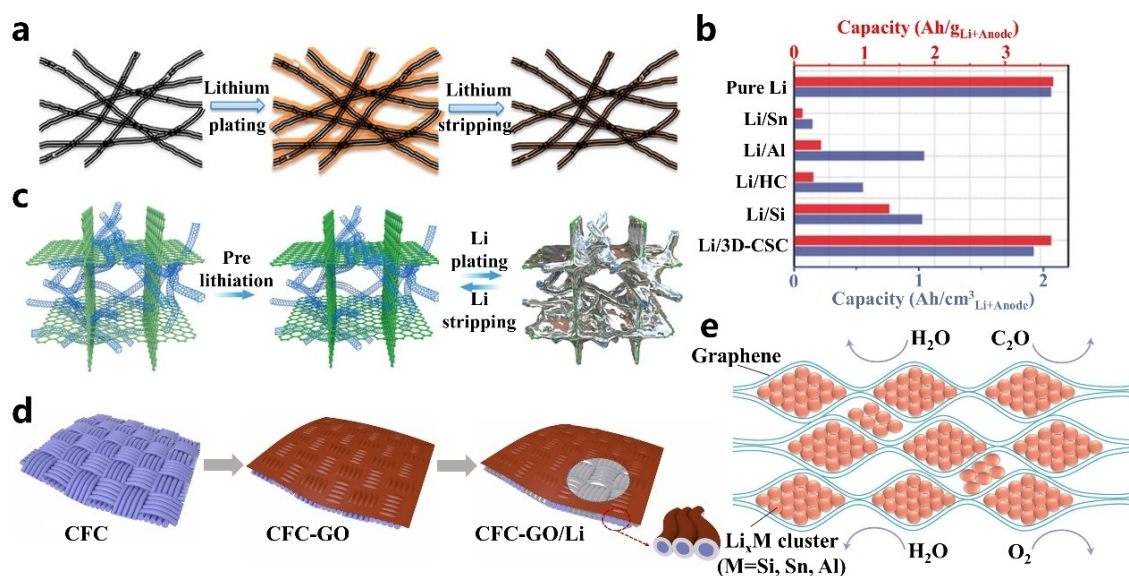 a
Lithium
plating
Lithium
stripping
b
Capacity (Ah/gLi+Anode)
0 1 2 3
Pure Li
Li/Sn
Li/Al
Li/HC
Li/Si
Li/3D-CSC
0 1 2
Capacity (Ah/cm³Li+Anode)
c
Pre
lithiation
Li
plating
Li
stripping
d
CFC
CFC-GO
CFC-GO/Li
e
Graphene
H₂O
C₂O
LiₓM cluster
(M=Si, Sn, Al)
H₂O
O₂